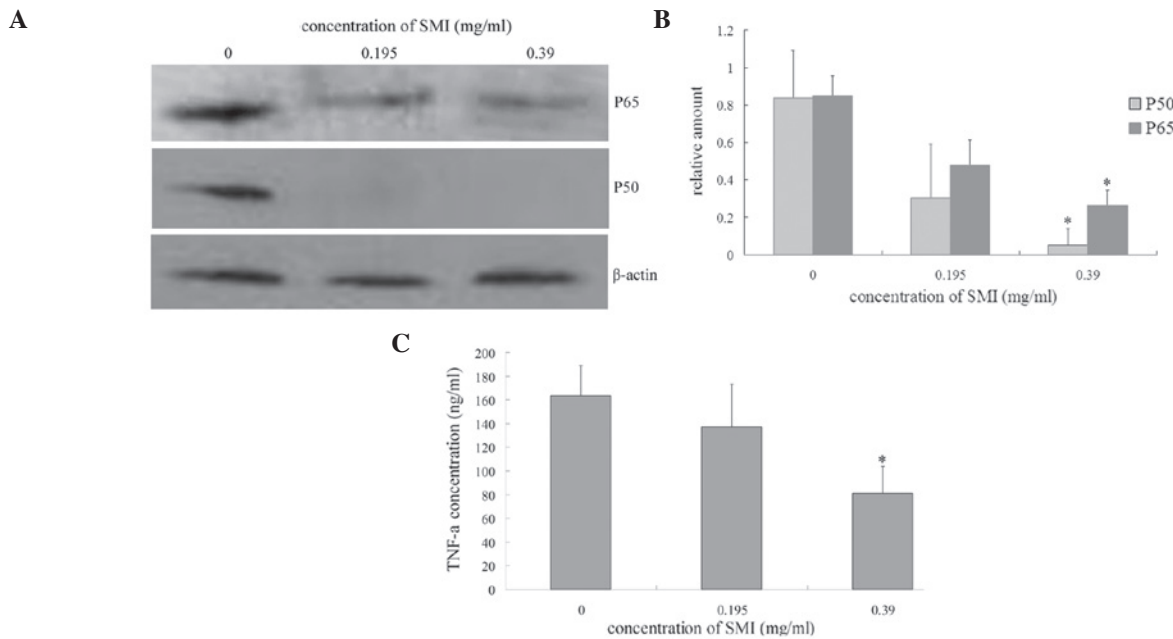 A
concentration of SMI (mg/ml)
0 0.195 0.39
P65
P50
β-actin
B
1.2
1
0.8
0.6
0.4
0.2
0
relative amount
P50
P65
*
*
0 0.195 0.39
concentration of SMI (mg/ml)
C
200
180
160
140
120
100
80
60
40
20
0
TNF-a concentration (ng/ml)
*
0 0.195 0.39
concentration of SMI (mg/ml)